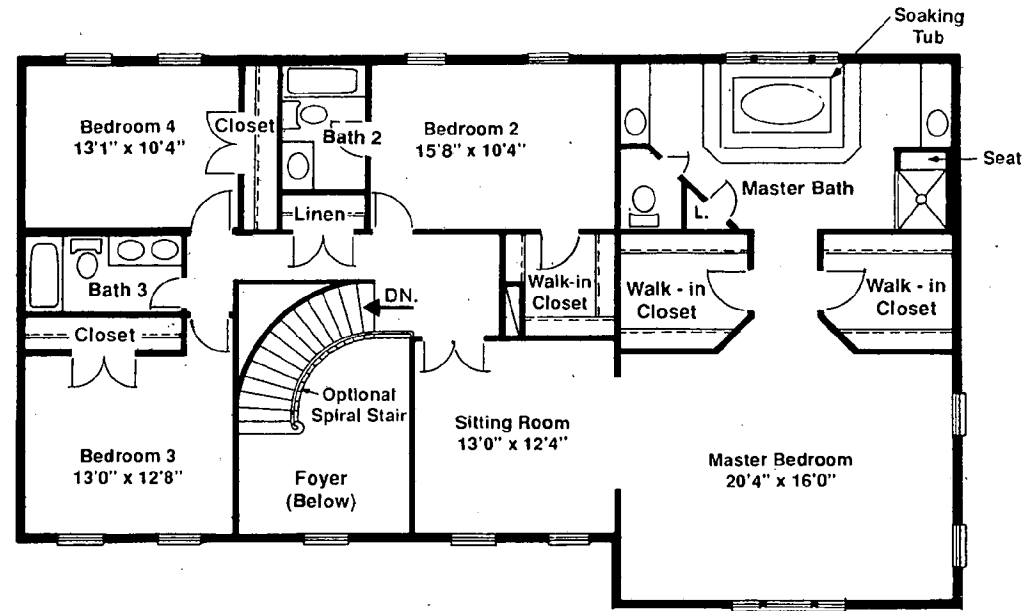 Soaking
Tub
Bedroom 4
13'1" x 10'4"
Closet
Bath 2
Bedroom 2
15'8" x 10'4"
Seat
Master Bath
Linen
L.
Bath 3
DN.
Walk-in
Closet
Walk - in
Closet
Walk - in
Closet
Closet
Optional
Spiral Stair
Sitting Room
13'0" x 12'4"
Bedroom 3
13'0" x 12'8"
Foyer
(Below)
Master Bedroom
20'4" x 16'0"